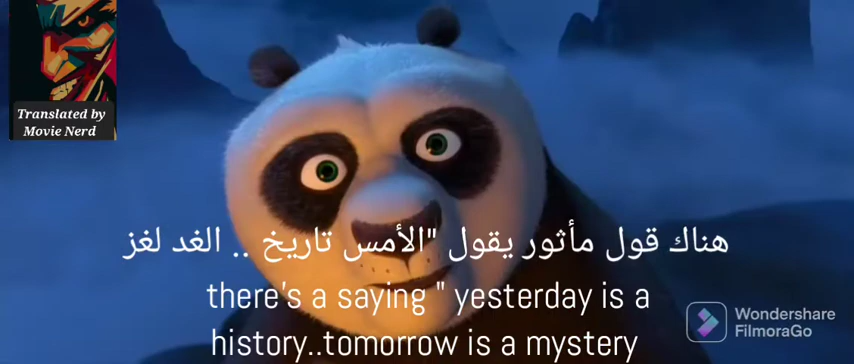 Translated by
Movie Nerd
هناك قول مأثور يقول "الأمس تاريخ .. الغد لغز
there's a saying " yesterday is a
history..tomorrow is a mystery
Wondershare
FilmoraGo